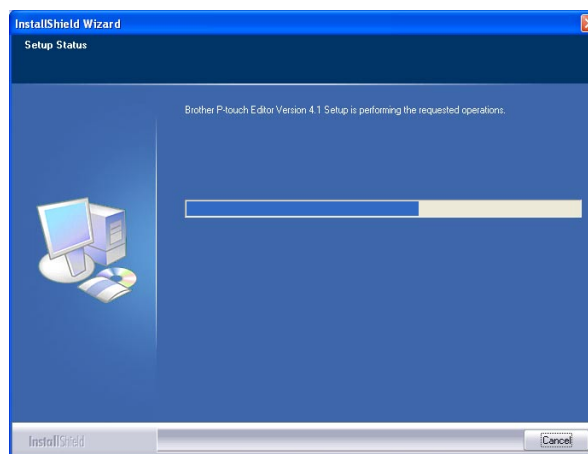 InstallShield Wizard
Setup Status
Brother P-touch Editor Version 4.1 Setup is performing the requested operations.
InstallShield
Cancel